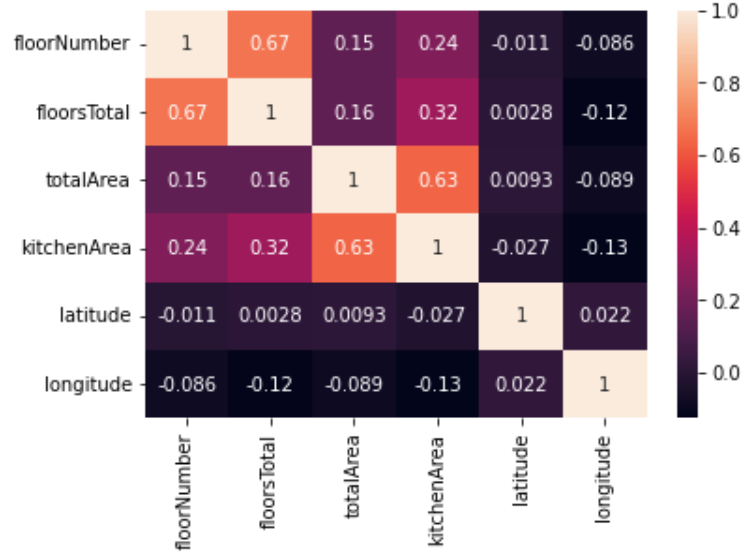 floorNumber 1 0.67 0.15 0.24 -0.011 -0.086
floorsTotal 0.67 1 0.16 0.32 0.0028 -0.12
totalArea 0.15 0.16 1 0.63 0.0093 -0.089
kitchenArea 0.24 0.32 0.63 1 -0.027 -0.13
latitude -0.011 0.0028 0.0093 -0.027 1 0.022
longitude -0.086 -0.12 -0.089 -0.13 0.022 1
floorNumber
floorsTotal
totalArea
kitchenArea
latitude
longitude
1.0
0.8
0.6
0.4
0.2
0.0